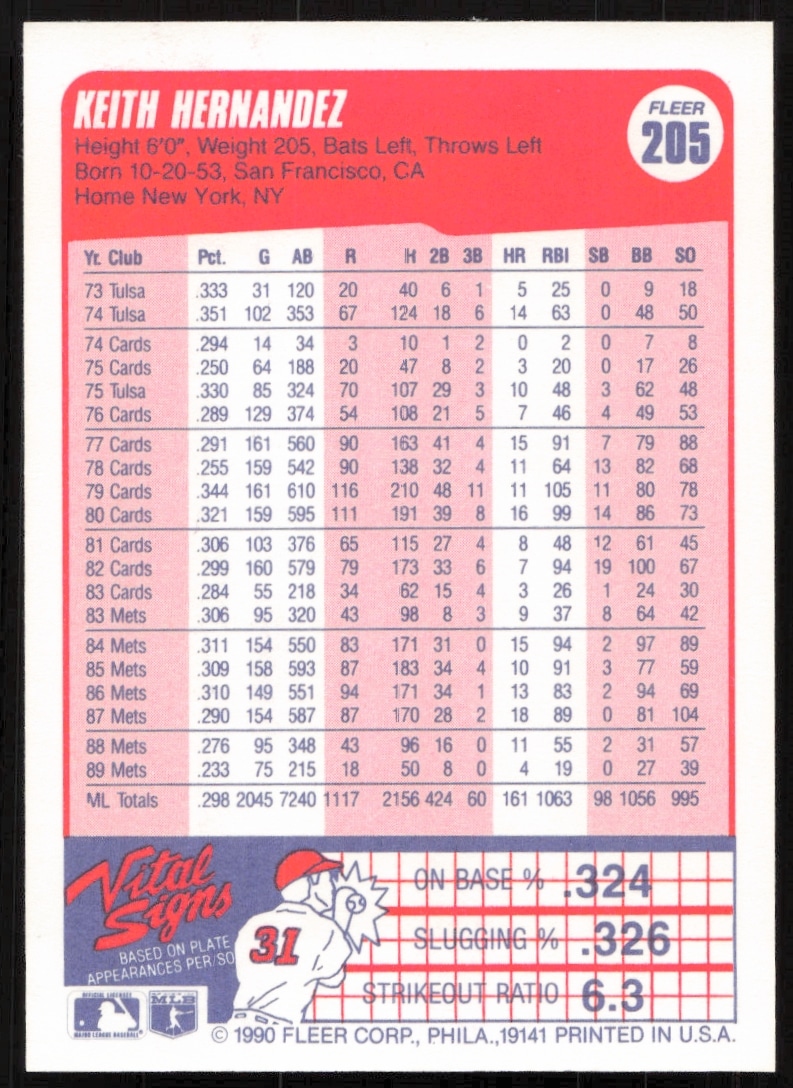 KEITH HERNANDEZ
FLEER
205
Height 6'0", Weight 205, Bats Left, Throws Left
Born 10-20-53, San Francisco, CA
Home New York, NY
Yr. Club Pct. G AB R H 2B 3B HR RBI SB BB SO
73 Tulsa .333 31 120 20 40 6 1 5 25 0 9 18
74 Tulsa .351 102 353 67 124 18 6 14 63 0 48 50
74 Cards .294 14 34 3 10 1 2 0 2 0 7 8
75 Cards .250 64 188 20 47 8 2 3 20 0 17 26
75 Tulsa .330 85 324 70 107 29 3 10 48 3 62 48
76 Cards .289 129 374 54 108 21 5 7 46 4 49 53
77 Cards .291 161 560 90 163 41 4 15 91 7 79 88
78 Cards .255 159 542 90 138 32 4 11 64 13 82 68
79 Cards .344 161 610 116 210 48 11 11 105 11 80 78
80 Cards .321 159 595 111 191 39 8 16 99 14 86 73
81 Cards .306 103 376 65 115 27 4 8 48 12 61 45
82 Cards .299 160 579 79 173 33 6 7 94 19 100 67
83 Cards .284 55 218 34 62 15 4 3 26 1 24 30
83 Mets .306 95 320 43 98 8 3 9 37 8 64 42
84 Mets .311 154 550 83 171 31 0 15 94 2 97 89
85 Mets .309 158 593 87 183 34 4 10 91 3 77 59
86 Mets .310 149 551 94 171 34 1 13 83 2 94 69
87 Mets .290 154 587 87 170 28 2 18 89 0 81 104
88 Mets .276 95 348 43 96 16 0 11 55 2 31 57
89 Mets .233 75 215 18 50 8 0 4 19 0 27 39
ML Totals .298 2045 7240 1117 2156 424 60 161 1063 98 1056 995
Vital
Signs
BASED ON PLATE
APPEARANCES PER/SO
31
ON BASE % .324
SLUGGING % .326
STRIKEOUT RATIO 6.3
OFFICIAL LICENSEE
MAJOR LEAGUE BASEBALL
MLB
© 1990 FLEER CORP., PHILA.,19141 PRINTED IN U.S.A.